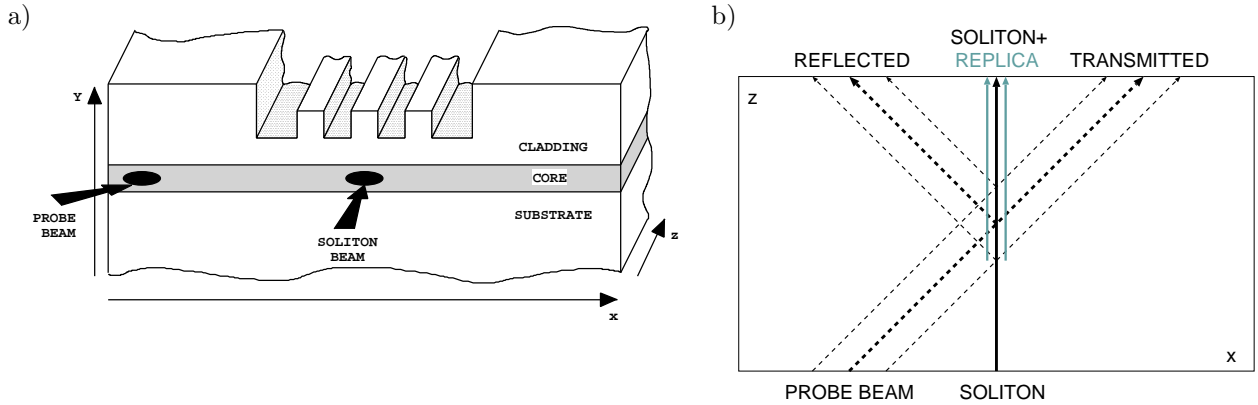 a)
Y
CLADDING
CORE
SUBSTRATE
PROBE
BEAM
SOLITON
BEAM
z
x
b)
SOLITON+
REFLECTED
REPLICA
TRANSMITTED
z
x
PROBE BEAM
SOLITON